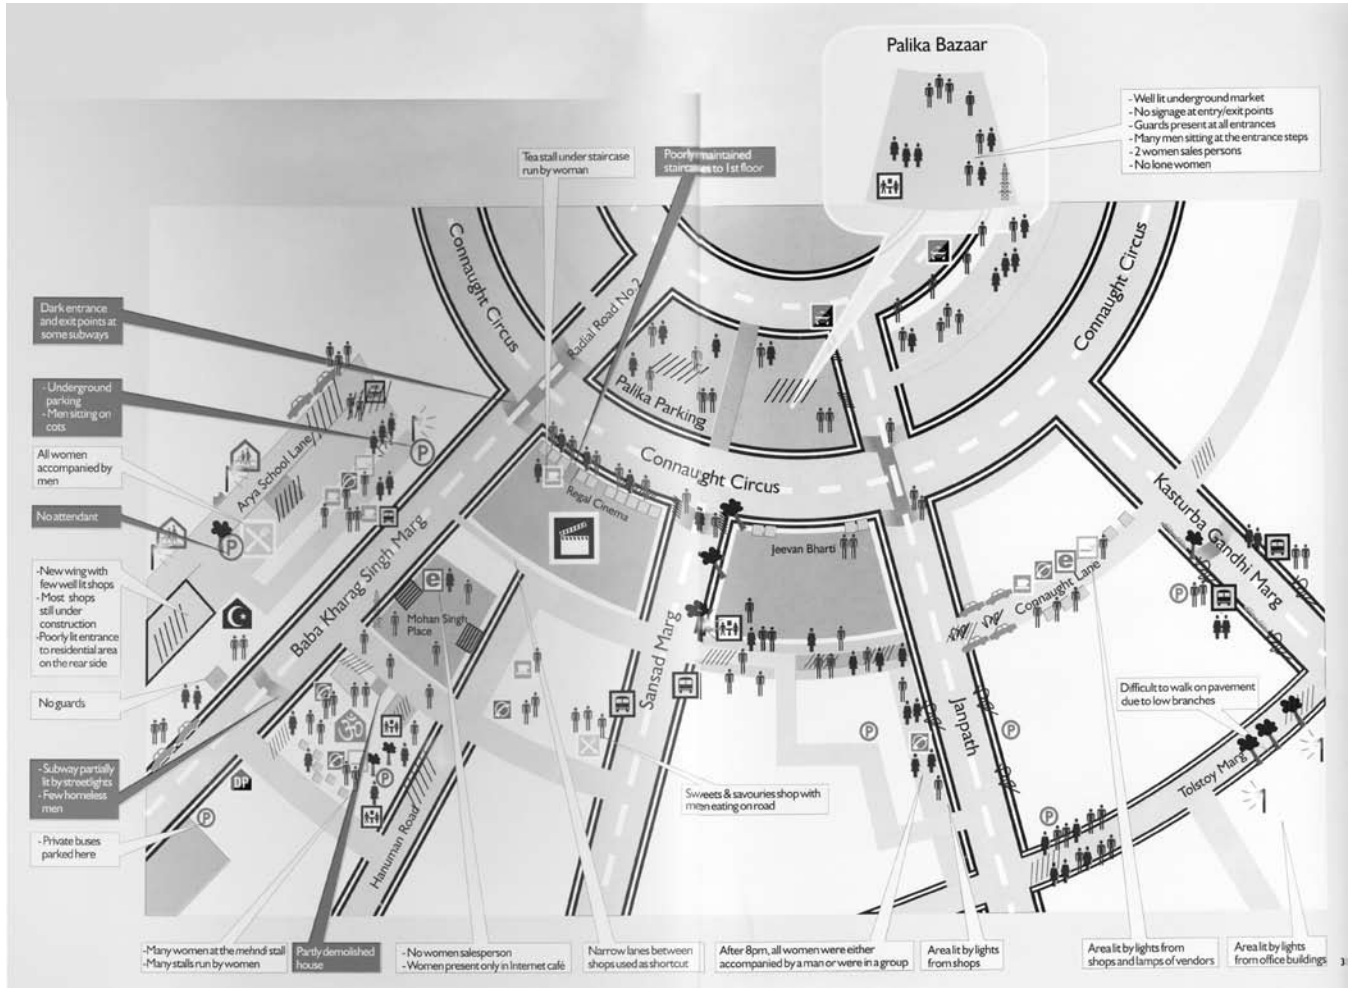 Palika Bazaar
- Well lit underground market
- No signage at entry/exit points
- Guards present at all entrances
- Many men sitting at the entrance steps
- 2 women sales persons
- No lone women
Tea stall under staircase
run by woman
Poorly maintained
staircases to 1st floor
Connaught Circus
Radial Road No.2
Connaught Circus
Dark entrance
and exit points at
some subways
- Underground
parking
- Men sitting on
cots
All women
accompanied by
men
No attendant
-New wing with
few well lit shops
- Most shops
still under
construction
-Poorly lit entrance
to residential area
on the rear side
No guards
- Subway partially
lit by streetlights
- Few homeless
men
- Private buses
parked here
Arya School Lane
P
P
Palika Parking
Connaught Circus
Regal Cinema
Jeevan Bharti
Baba Kharag Singh Marg
Mohan Singh
Place
e
Sansad Marg
Connaught Lane
e
Kasturba Gandhi Marg
P
Janpath
P
P
P
Difficult to walk on pavement
due to low branches
Tolstoy Marg
ॐ
P
DP
P
Hanuman Road
Sweets & savouries shop with
men eating on road
-Many women at the mehndi stall
-Many stalls run by women
Partly demolished
house
- No women salesperson
- Women present only in Internet café
Narrow lanes between
shops used as shortcut
After 8pm, all women were either
accompanied by a man or were in a group
Area lit by lights
from shops
Area lit by lights from
shops and lamps of vendors
Area lit by lights
from office buildings